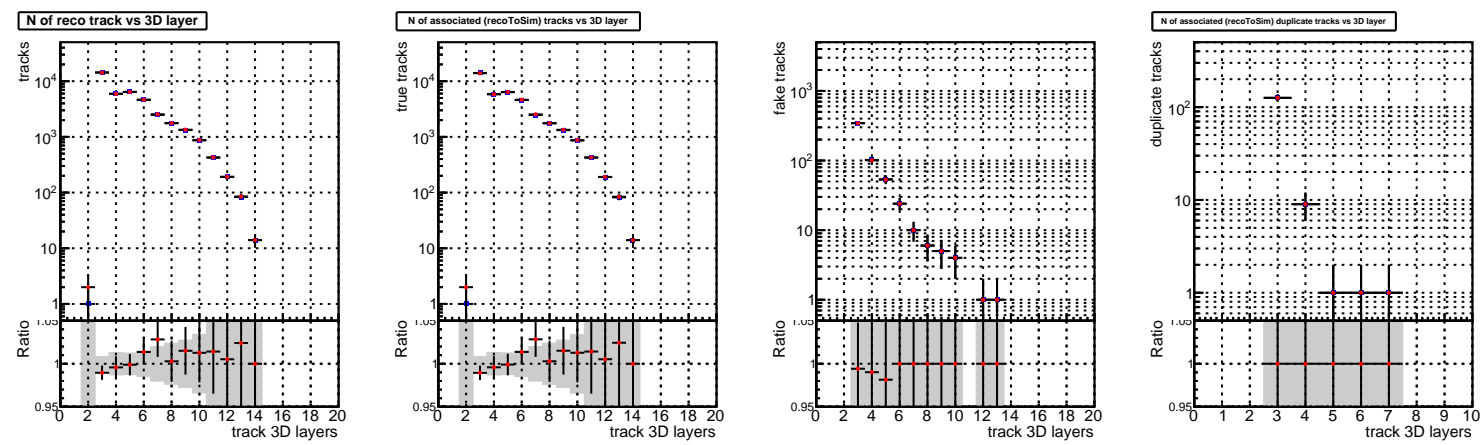 N of reco track vs 3D layer
tracks
10^4
10^3
10^2
10
1
Ratio
1.05
1
0.95
0 2 4 6 8 10 12 14 16 18 20
track 3D layers
N of associated (recoToSim) tracks vs 3D layer
true tracks
10^4
10^3
10^2
10
1
Ratio
1.05
1
0.95
0 2 4 6 8 10 12 14 16 18 20
track 3D layers
fake tracks
10^3
10^2
10
1
Ratio
1.05
1
0.95
0 2 4 6 8 10 12 14 16 18 20
track 3D layers
N of associated (recoToSim) duplicate tracks vs 3D layer
duplicate tracks
10^2
10
1
Ratio
1.05
1
0.95
0 1 2 3 4 5 6 7 8 9 10
track 3D layers